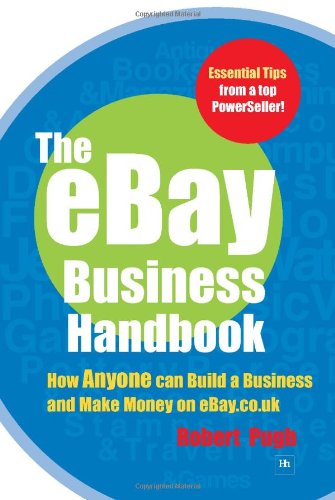 Essential Tips
from a top
PowerSeller!
The
eBay
Business
Handbook
How Anyone can Build a Business
and Make Money on eBay.co.uk
Robert Pugh
Hh